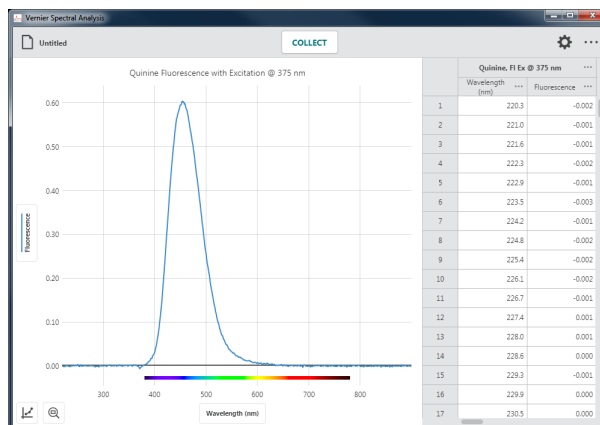 Vernier Spectral Analysis
Untitled
COLLECT
Quinine Fluorescence with Excitation @ 375 nm
0.60
0.50
0.40
0.30
0.20
0.10
0.00
Fluorescence
300 400 500 600 700 800
Wavelength (nm)
Quinine, Fl Ex @ 375 nm
Wavelength (nm) Fluorescence
1 220.3 -0.002
2 221.0 -0.001
3 221.6 -0.001
4 222.3 -0.002
5 222.9 -0.001
6 223.5 -0.003
7 224.2 -0.001
8 224.8 -0.002
9 225.4 -0.002
10 226.1 -0.002
11 226.7 -0.001
12 227.4 0.001
13 228.0 0.001
14 228.6 0.000
15 229.3 -0.001
16 229.9 0.000
17 230.5 0.000